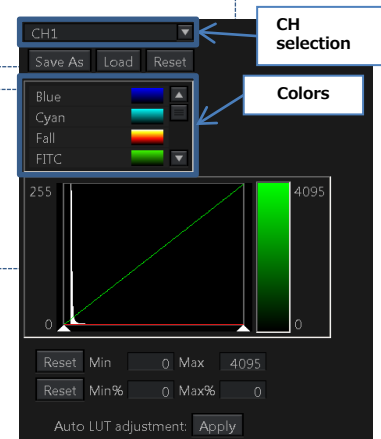 CH1
CH
selection
Save As Load Reset
Blue
Cyan
Fall
FITC
Colors
255 4095
0 0
Reset Min 0 Max 4095
Reset Min% 0 Max% 0
Auto LUT adjustment: Apply